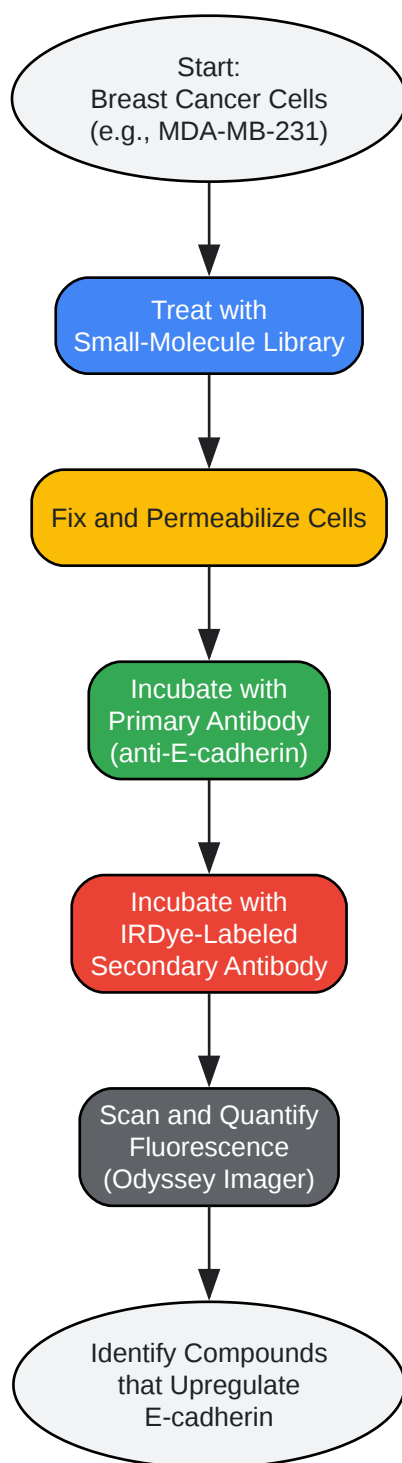 Start:
Breast Cancer Cells
(e.g., MDA-MB-231)
Treat with
Small-Molecule Library
Fix and Permeabilize Cells
Incubate with
Primary Antibody
(anti-E-cadherin)
Incubate with
IRDye-Labeled
Secondary Antibody
Scan and Quantify
Fluorescence
(Odyssey Imager)
Identify Compounds
that Upregulate
E-cadherin